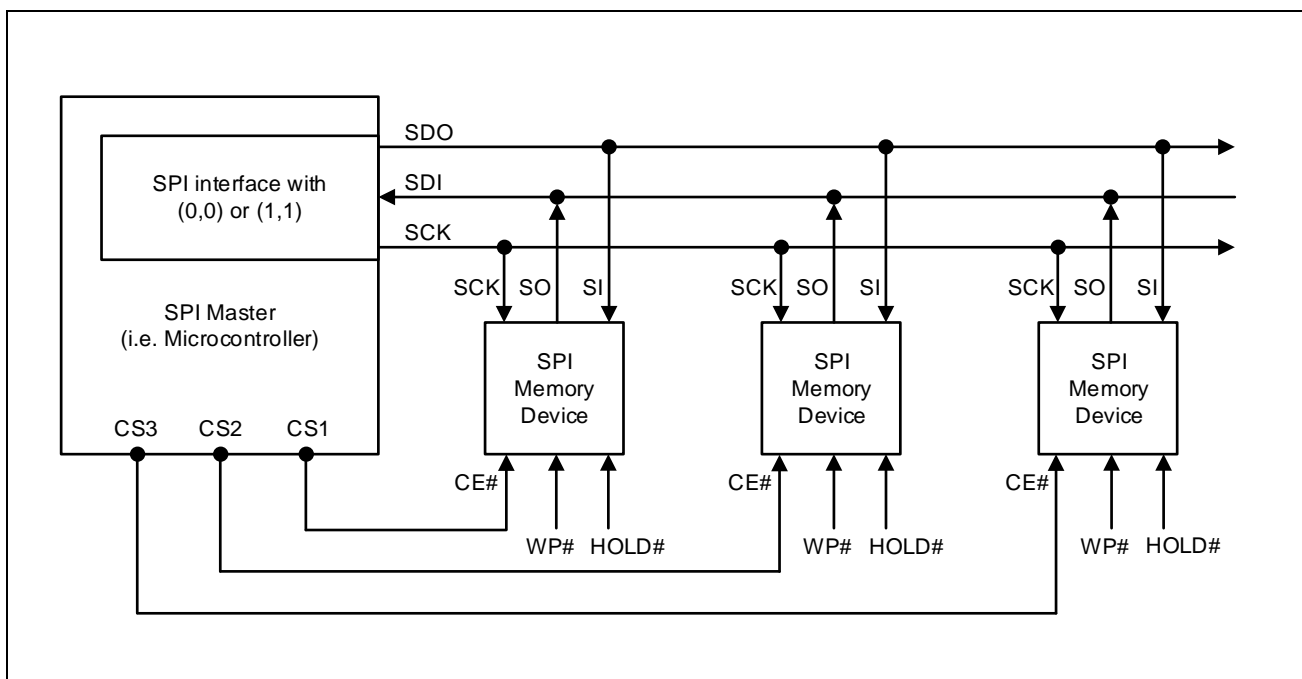 SDO
SPI interface with
(0,0) or (1,1)
SDI
SCK
SPI Master
(i.e. Microcontroller)
CS3 CS2 CS1
SCK SO SI
SPI
Memory
Device
CE#
WP# HOLD#
SCK SO SI
SPI
Memory
Device
CE#
WP# HOLD#
SCK SO SI
SPI
Memory
Device
CE#
WP# HOLD#